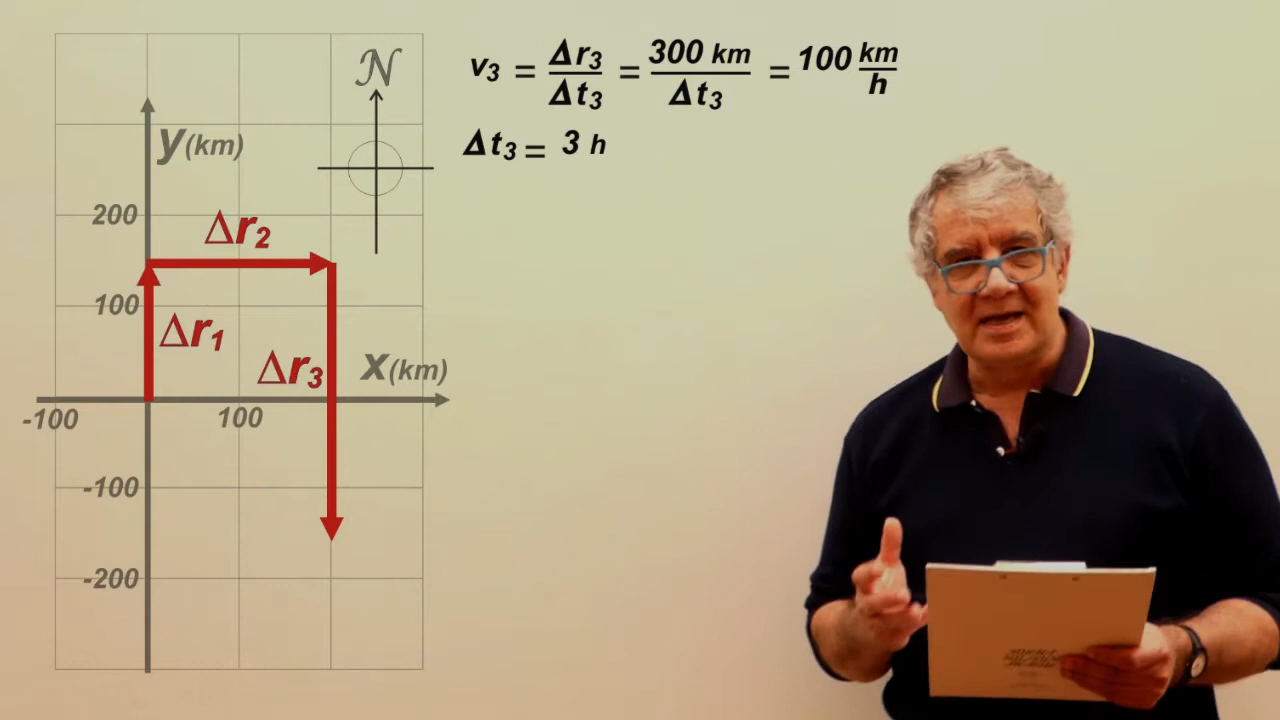 v₃ = Δr₃/Δt₃ = 300 km/Δt₃ = 100 km/h
Δt₃ = 3 h
N
y(km)
200
Δr₂
100
Δr₁
Δr₃
x(km)
-100
100
-100
-200